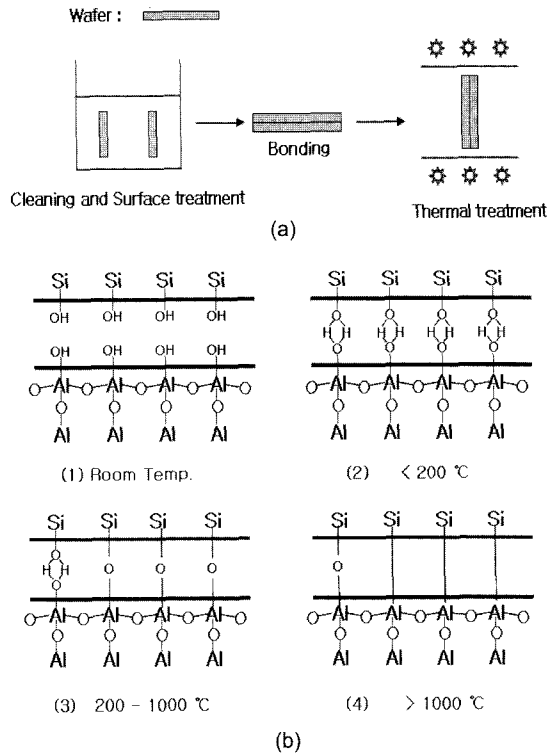 Wafer :
Bonding
Cleaning and Surface treatment
Thermal treatment
(a)
Si Si Si Si
OH OH OH OH
OH OH OH OH
O Al O Al O Al O Al O
O O O O
Al Al Al Al
(1) Room Temp.
Si Si Si Si
O O O O
H H H H H H H H
O O O O
O Al O Al O Al O Al O
O O O O
Al Al Al Al
(2) < 200 ℃
Si Si Si Si
O
H H O O O
O
O Al O Al O Al O Al O
O O O O
Al Al Al Al
(3) 200 - 1000 ℃
Si Si Si Si
O
O Al O Al O Al O Al O
O O O O
Al Al Al Al
(4) > 1000 ℃
(b)